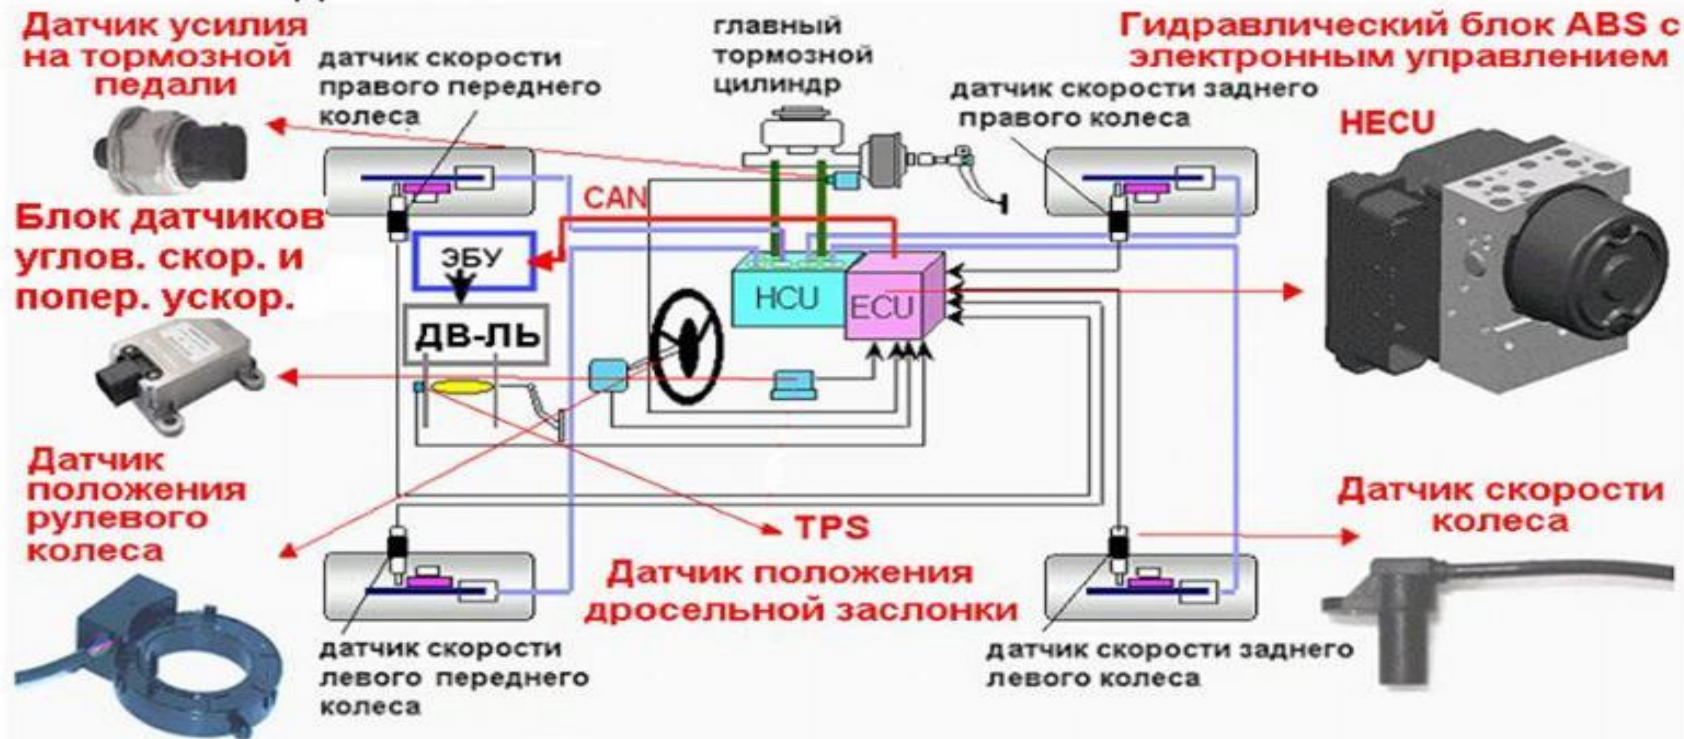 Датчик усилия
на тормозной
педали
датчик скорости
правого переднего
колеса
главный
тормозной
цилиндр
датчик скорости заднего
правого колеса
Гидравлический блок ABS с
электронным управлением
HECU
CAN
Блок датчиков
углов. скор. и
попер. ускор.
ЭБУ
ДВ-ЛЬ
HCU
ECU
Датчик
положения
рулевого
колеса
TPS
Датчик положения
дросельной заслонки
Датчик скорости
колеса
датчик скорости
левого переднего
колеса
датчик скорости заднего
левого колеса